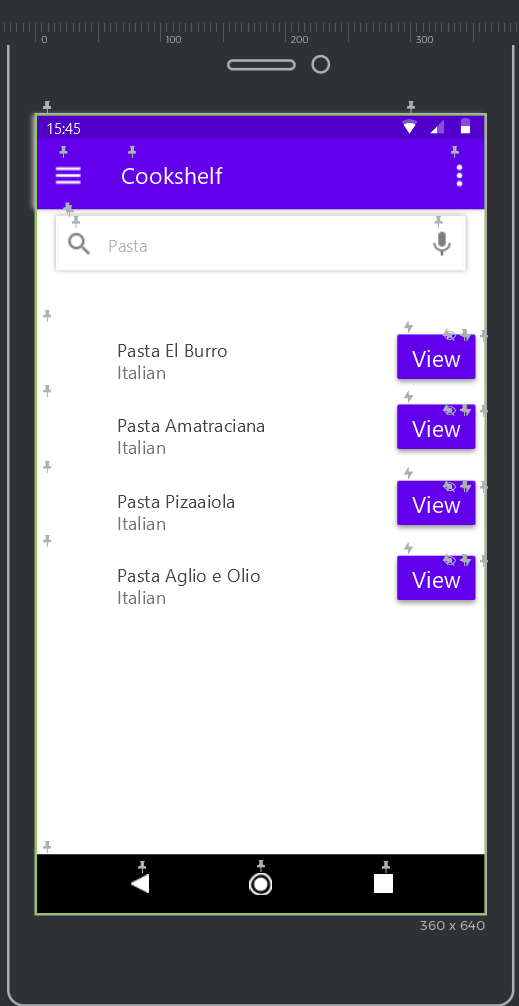 0 100 200 300
15:45
Cookshelf
Pasta
Pasta El Burro
Italian
View
Pasta Amatraciana
Italian
View
Pasta Pizaaiola
Italian
View
Pasta Aglio e Olio
Italian
View
360 x 640